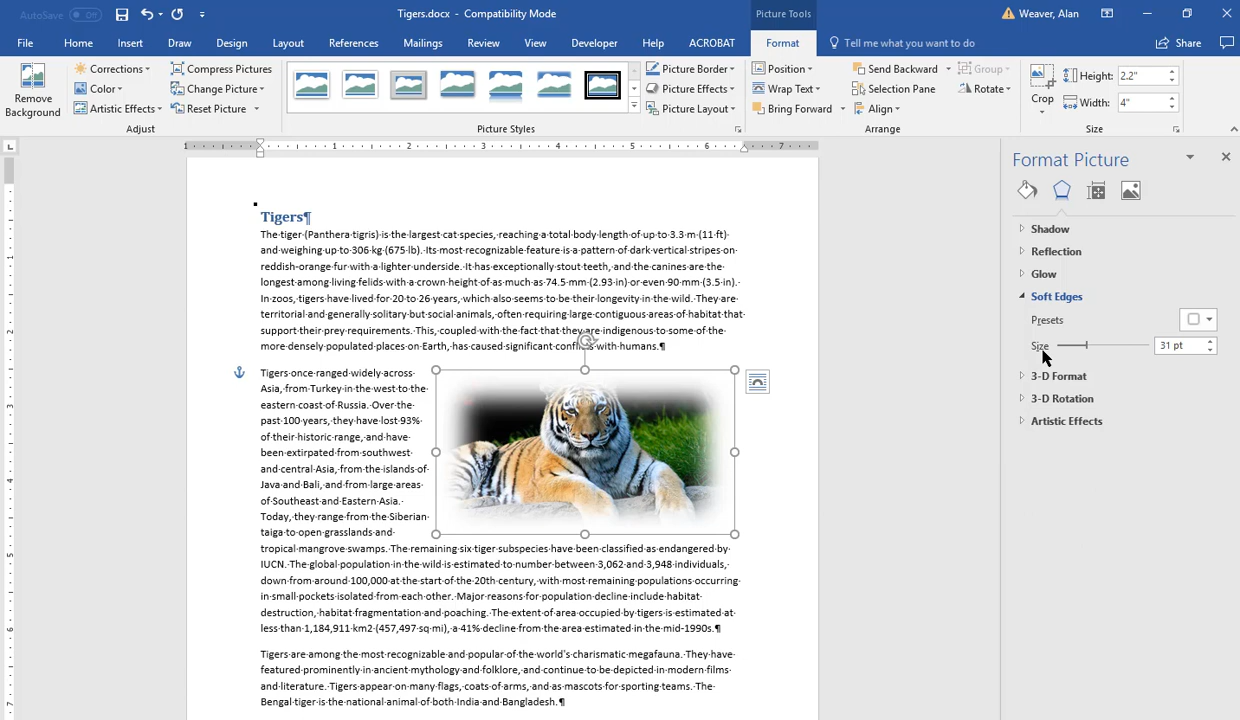 AutoSave Off Tigers.docx - Compatibility Mode Picture Tools Weaver, Alan
File Home Insert Draw Design Layout References Mailings Review View Developer Help ACROBAT Format Tell me what you want to do Share
Remove Background
Corrections
Color
Artistic Effects
Compress Pictures
Change Picture
Reset Picture
Adjust
Picture Styles
Picture Border
Picture Effects
Picture Layout
Position
Wrap Text
Bring Forward
Send Backward
Selection Pane
Align
Group
Rotate
Arrange
Crop
Height: 2.2"
Width: 4"
Size
1 1 2 3 4 5 6 7
Tigers¶
The·tiger·(Panthera·tigris)·is·the·largest·cat·species,·reaching·a·total·body·length·of·up·to·3.3·m·(11·ft)·
and·weighing·up·to·306·kg·(675·lb).·Its·most·recognizable·feature·is·a·pattern·of·dark·vertical·stripes·on·
reddish-orange·fur·with·a·lighter·underside.·It·has·exceptionally·stout·teeth,·and·the·canines·are·the·
longest·among·living·felids·with·a·crown·height·of·as·much·as·74.5·mm·(2.93·in)·or·even·90·mm·(3.5·in).·
In·zoos,·tigers·have·lived·for·20·to·26·years,·which·also·seems·to·be·their·longevity·in·the·wild.·They·are·
territorial·and·generally·solitary·but·social·animals,·often·requiring·large·contiguous·areas·of·habitat·that·
support·their·prey·requirements.·This,·coupled·with·the·fact·that·they·are·indigenous·to·some·of·the·
more·densely·populated·places·on·Earth,·has·caused·significant· with·humans.¶
Tigers·once·ranged·widely·across·
Asia,·from·Turkey·in·the·west·to·the·
eastern·coast·of·Russia.·Over·the·
past·100·years,·they·have·lost·93%·
of·their·historic·range,·and·have·
been·extirpated·from·southwest·
and·central·Asia,·from·the·islands·of·
Java·and·Bali,·and·from·large·areas·
of·Southeast·and·Eastern·Asia.·
Today,·they·range·from·the·Siberian·
taiga·to·open·grasslands·and·
tropical·mangrove·swamps.·The·remaining·six·tiger·subspecies·have·been·classified·as·endangered·by·
IUCN.·The·global·population·in·the·wild·is·estimated·to·number·between·3,062·and·3,948·individuals,·
down·from·around·100,000·at·the·start·of·the·20th·century,·with·most·remaining·populations·occurring·
in·small·pockets·isolated·from·each·other.·Major·reasons·for·population·decline·include·habitat·
destruction,·habitat·fragmentation·and·poaching.·The·extent·of·area·occupied·by·tigers·is·estimated·at·
less·than·1,184,911·km2·(457,497·sq·mi),·a·41%·decline·from·the·area·estimated·in·the·mid-1990s.¶
Tigers·are·among·the·most·recognizable·and·popular·of·the·world's·charismatic·megafauna.·They·have·
featured·prominently·in·ancient·mythology·and·folklore,·and·continue·to·be·depicted·in·modern·films·
and·literature.·Tigers·appear·on·many·flags,·coats·of·arms,·and·as·mascots·for·sporting·teams.·The·
Bengal·tiger·is·the·national·animal·of·both·India·and·Bangladesh.¶
Format Picture
Shadow
Reflection
Glow
Soft Edges
Presets
Size 31 pt
3-D Format
3-D Rotation
Artistic Effects
1
2
3
4
5
6
7